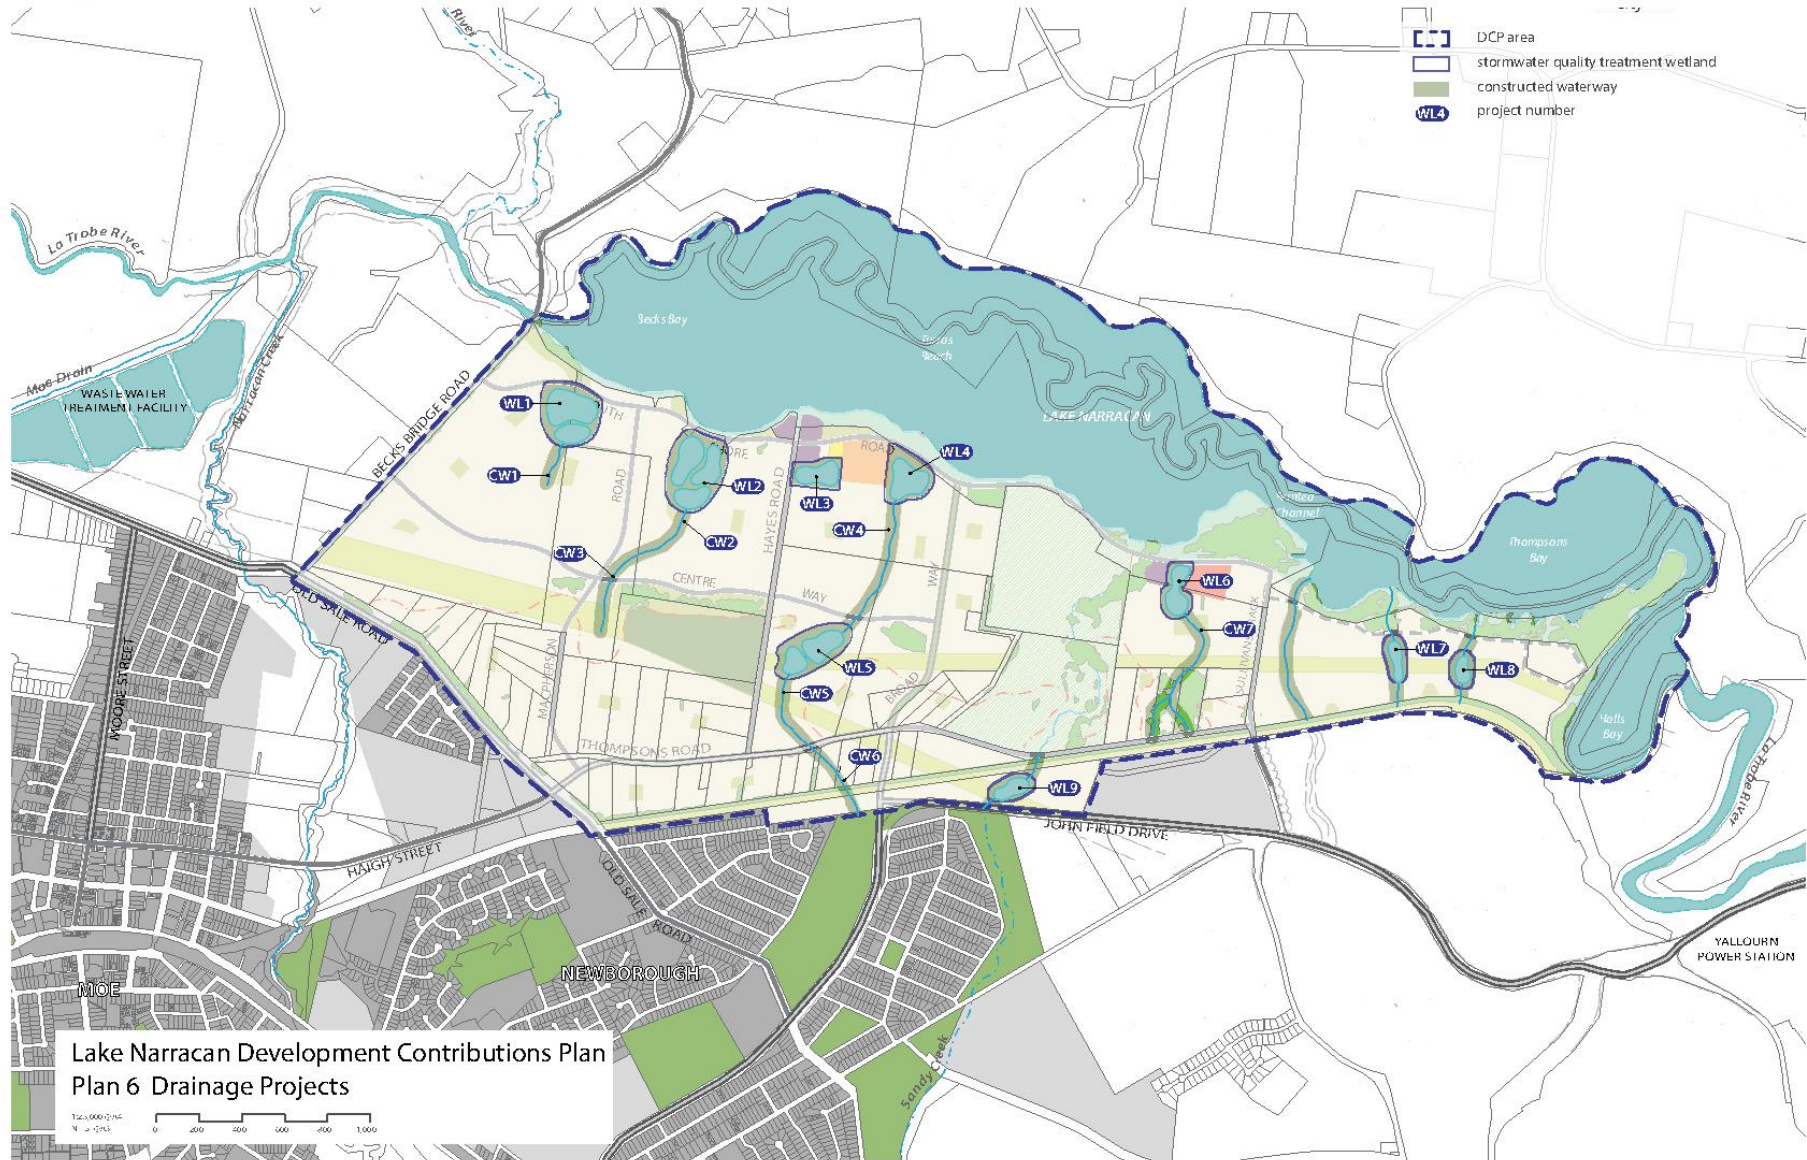 DCP area
stormwater quality treatment wetland
constructed waterway
WL4
project number
River
La Trobe River
Moe Drain
WASTE WATER
TREATMENT FACILITY
Narracan Creek
BECKS BRIDGE ROAD
Becks Bay
Beach
LAKE NARRACAN
Channel
Thompsons
Bay
Bay
La Trobe River
WL1
CW1
WL2
CW2
CW3
ROAD
HAYES ROAD
WL3
ROAD
WL4
CW4
CENTRE
WAY
WAY
BROAD
WL5
CW5
CW6
WL6
CW7
WL7
WL8
WL9
MACPHERSON
THOMPSONS ROAD
OLD SALE ROAD
MOORE STREET
HAIGH STREET
OLD SALE ROAD
JOHN FIELD DRIVE
NEWBOROUGH
MOE
Sandy Creek
YALLOURN
POWER STATION
Lake Narracan Development Contributions Plan
Plan 6 Drainage Projects
0 200 400 600 800 1,000